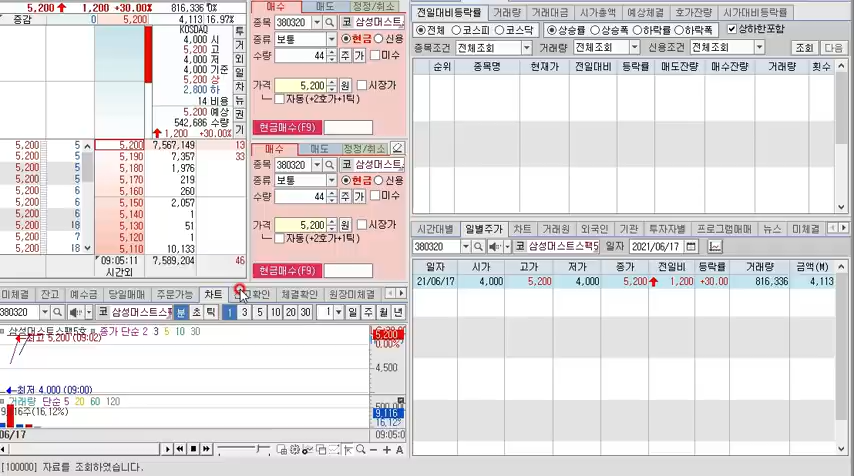 5,200 1,200 +30.00% 816,336 4,113 16.97%
증감 0 5,200
KOSDAQ
4,000 시
5,200 고
4,000 저
4,000 기준
5,200 상
2,800 하
14 비용
5,200 예상
542,686 수량
1,200 +30.00%
투
거
외
일
차
뉴
권
기
5,200 5 5,200 7,567,149 13
5,200 5 5,190 7,357 33
5,200 5 5,180 1,976
5,200 5 5,170 219
5,200 6 5,160 260
5,200 6 5,150 2,057
5,200 6 5,140 1
5,200 18 5,130 51
5,200 5 5,120 1
5,200 18 5,110 10,133
09:05:11 7,589,204 46
시간외
매수 매도 정정/취소
종목 380320 코 삼성머스트스
종류 보통 현금 신용
수량 44 주 가 미수
가격 5,200 원 시장가
자동(+2호가+1틱)
현금매수(F9)
매수 매도 정정/취소
종목 380320 코 삼성머스트스
종류 보통 현금 신용
수량 44 주 가 미수
가격 5,200 원 시장가
자동(+2호가+1틱)
현금매수(F9)
미체결 잔고 예수금 당일매매 주문가능 차트 확인 체결확인 원장미체결
380320 코 삼성머스트스 분 초 틱 1 3 5 10 20 30 1 일 주 월 년
삼성머스트스팩5호 종가 단순 2 3 5 10 30
최고 5,200 (09:02)
5,200
0.00%
4,500
최저 4,000 (09:00)
거래량 단순 5 20 60 120
9,116주(16,12%)
500,000
9,116
16,12%
06/17 09:05:0
[100000] 자료를 조회하였습니다.
전일대비등락률 거래량 거래대금 시가총액 예상체결 호가잔량 시가대비등락률
전체 코스피 코스닥 상승률 상승폭 하락률 하락폭 상하한포함
종목조건 전체조회 거래량 전체조회 신용조건 전체조회 조회 다음
순위 종목명 현재가 전일대비 등락률 매도잔량 매수잔량 거래량 횟수
시간대별 일별주가 차트 거래원 외국인 기관 투자자별 프로그램매매 뉴스 미체결
380320 코 삼성머스트스팩5 일자 2021/06/17
일자 시가 고가 저가 종가 전일비 등락률 거래량 금액(M)
21/06/17 4,000 5,200 4,000 5,200 1,200 +30.00 816,336 4,113